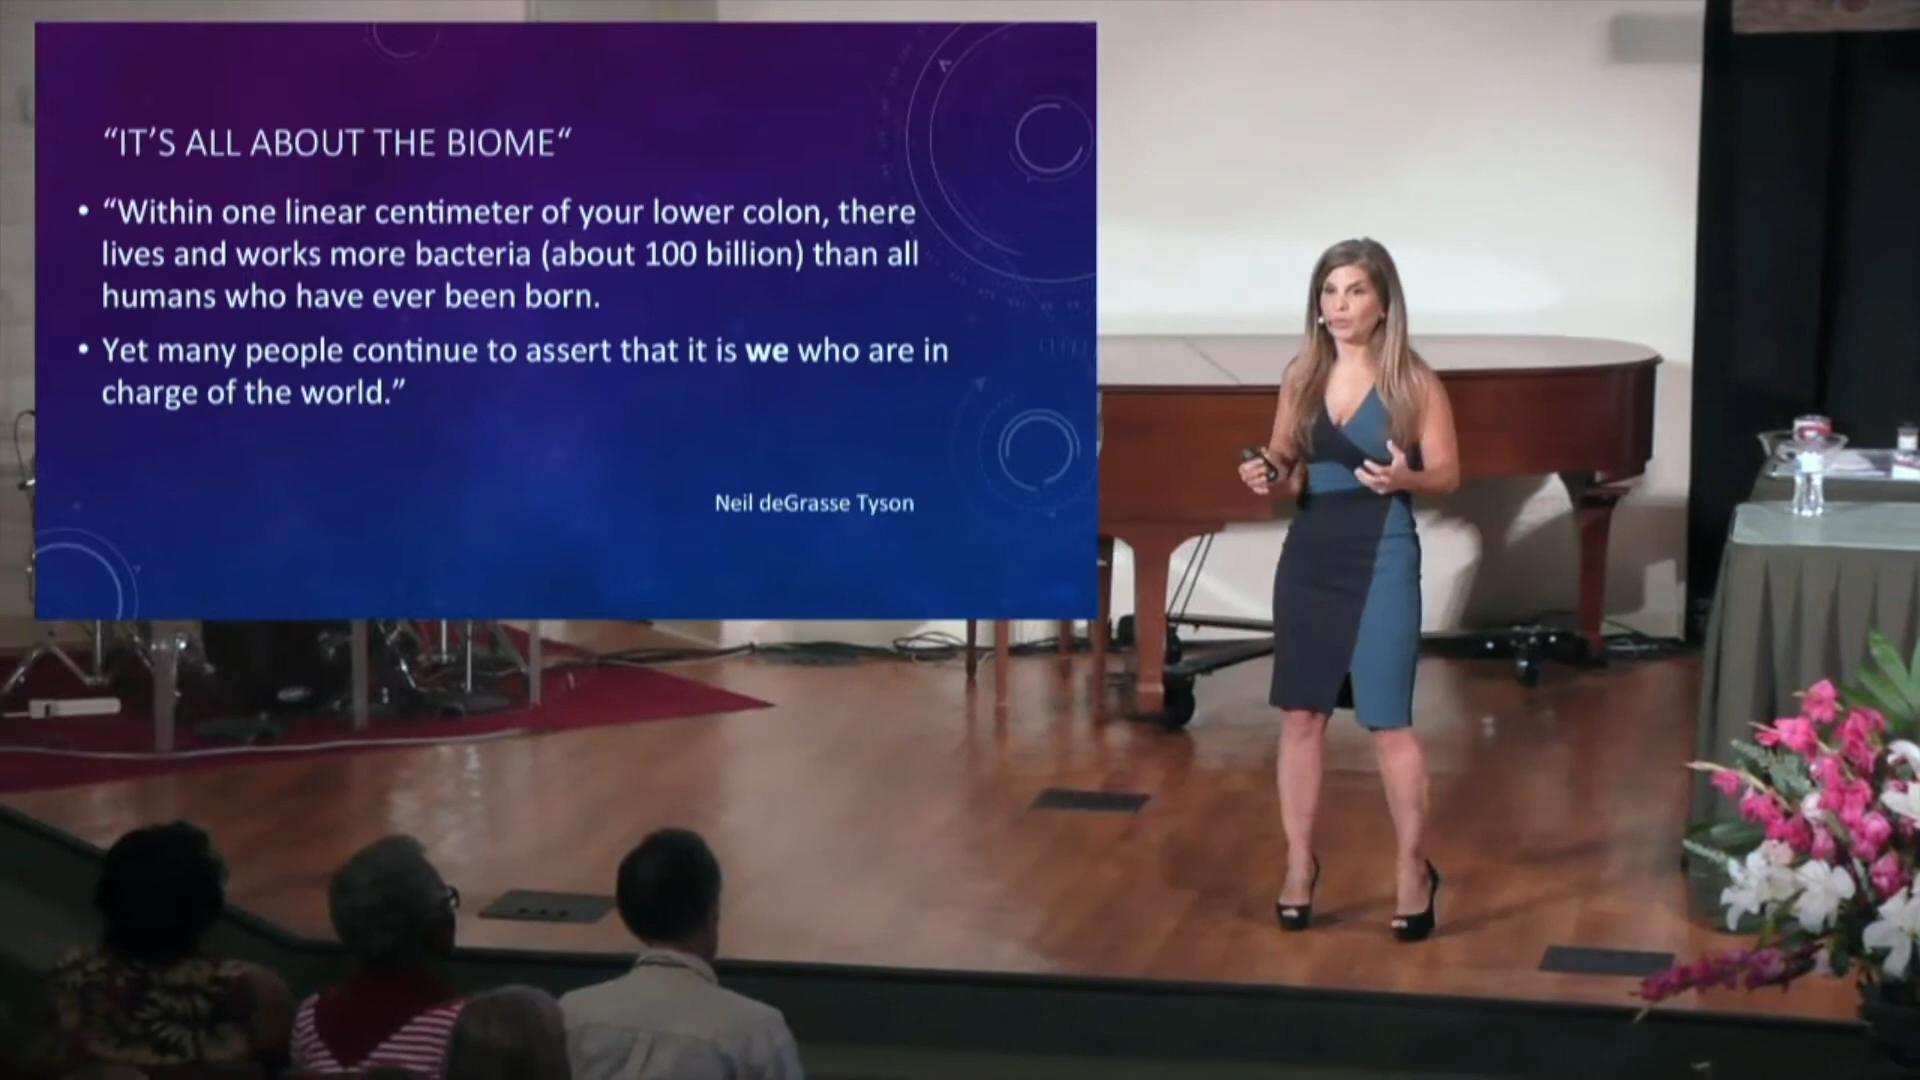 “IT’S ALL ABOUT THE BIOME“
• “Within one linear centimeter of your lower colon, there
lives and works more bacteria (about 100 billion) than all
humans who have ever been born.
• Yet many people continue to assert that it is we who are in
charge of the world.”
Neil deGrasse Tyson